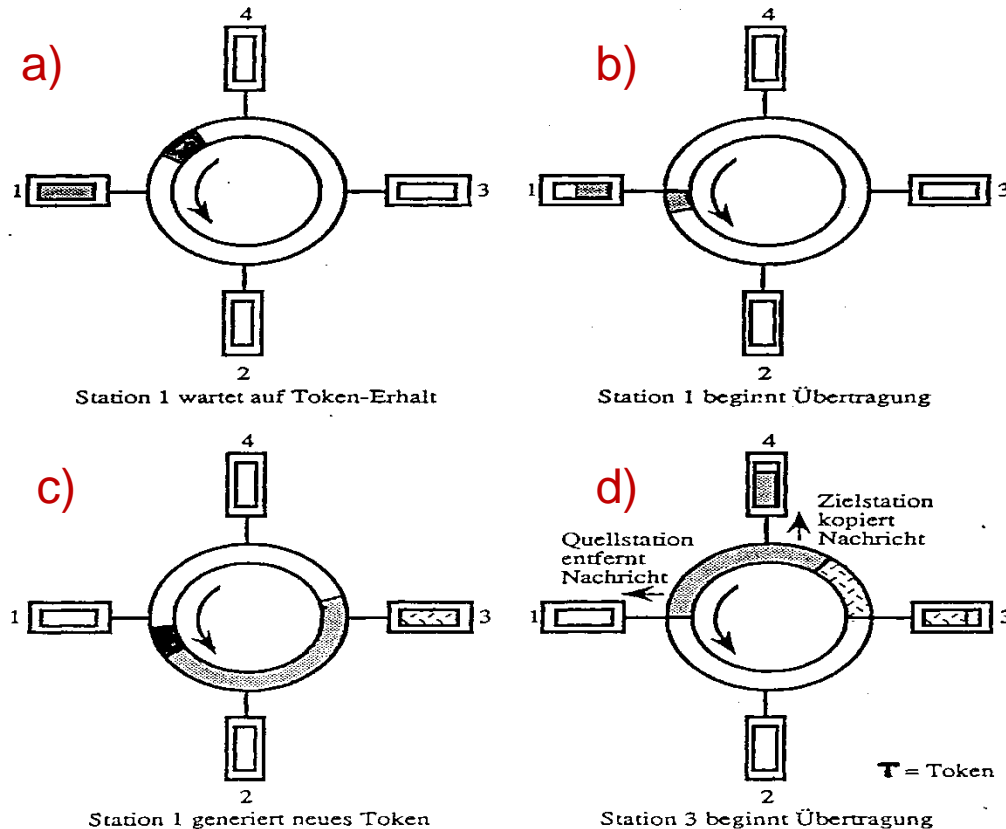 a)
4
1
3
2
Station 1 wartet auf Token-Erhalt
b)
4
1
3
2
Station 1 beginnt Übertragung
c)
4
1
3
2
Station 1 generiert neues Token
d)
4
Zielstation
kopiert
Nachricht
Quellstation
entfernt
Nachricht
1
3
2
T = Token
Station 3 beginnt Übertragung